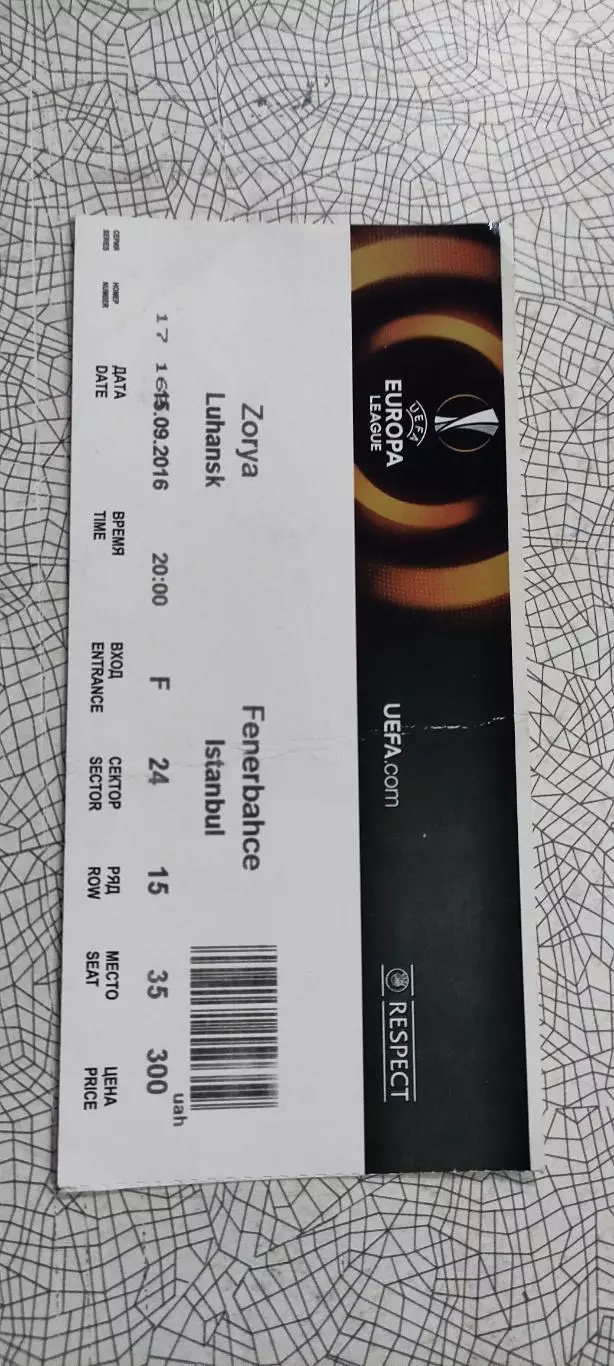 UEFA
EUROPA
LEAGUE
UEFA.com
RESPECT
Zorya
Luhansk
Fenerbahce
Istanbul
17 16 15.09.2016 20:00 F 24 15 35 300 uah
СЕРИЯ НОМЕР ДАТА ВРЕМЯ ВХОД СЕКТОР РЯД МЕСТО ЦЕНА
SERIES NUMBER DATE TIME ENTRANCE SECTOR ROW SEAT PRICE